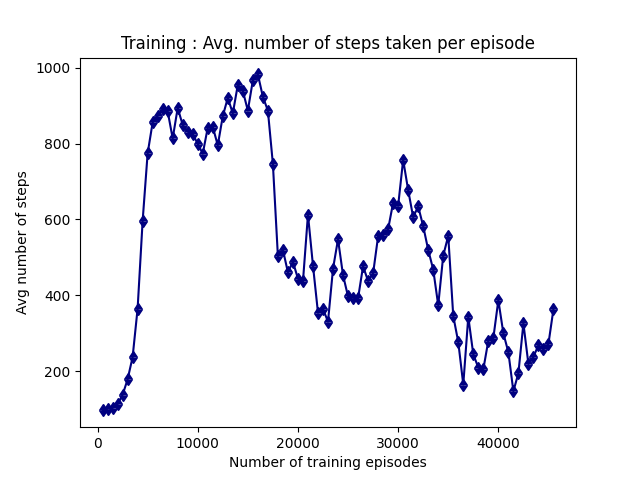 Training : Avg. number of steps taken per episode
1000
800
600
400
200
Avg number of steps
0 10000 20000 30000 40000
Number of training episodes